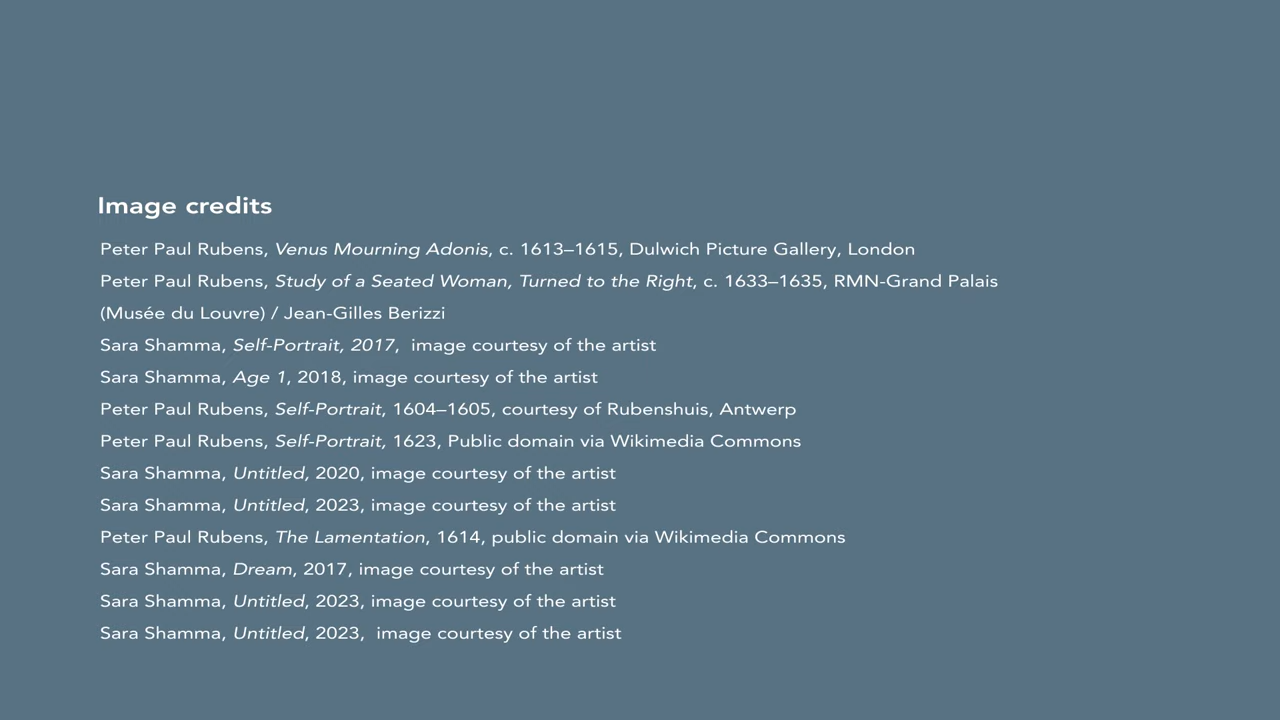 Image credits
Peter Paul Rubens, Venus Mourning Adonis, c. 1613–1615, Dulwich Picture Gallery, London
Peter Paul Rubens, Study of a Seated Woman, Turned to the Right, c. 1633–1635, RMN-Grand Palais
(Musée du Louvre) / Jean-Gilles Berizzi
Sara Shamma, Self-Portrait, 2017,  image courtesy of the artist
Sara Shamma, Age 1, 2018, image courtesy of the artist
Peter Paul Rubens, Self-Portrait, 1604–1605, courtesy of Rubenshuis, Antwerp
Peter Paul Rubens, Self-Portrait, 1623, Public domain via Wikimedia Commons
Sara Shamma, Untitled, 2020, image courtesy of the artist
Sara Shamma, Untitled, 2023, image courtesy of the artist
Peter Paul Rubens, The Lamentation, 1614, public domain via Wikimedia Commons
Sara Shamma, Dream, 2017, image courtesy of the artist
Sara Shamma, Untitled, 2023, image courtesy of the artist
Sara Shamma, Untitled, 2023,  image courtesy of the artist